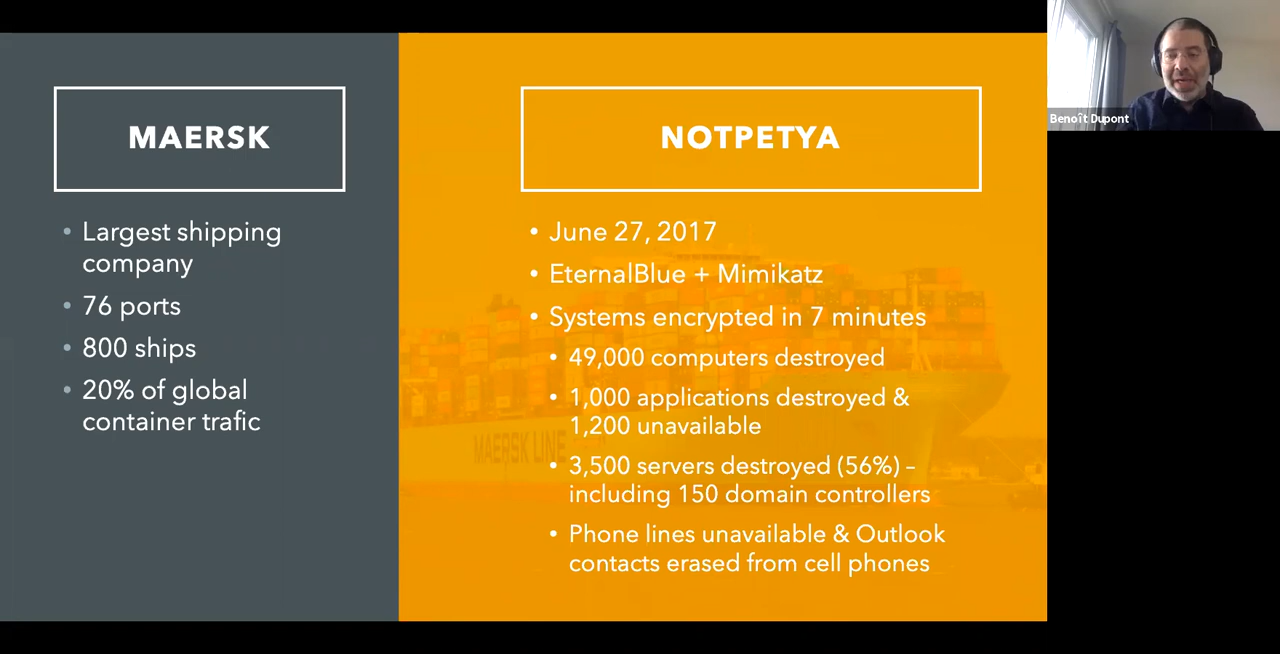 MAERSK
• Largest shipping
company
• 76 ports
• 800 ships
• 20% of global
container trafic
NOTPETYA
• June 27, 2017
• EternalBlue + Mimikatz
• Systems encrypted in 7 minutes
• 49,000 computers destroyed
• 1,000 applications destroyed &
1,200 unavailable
• 3,500 servers destroyed (56%) –
including 150 domain controllers
• Phone lines unavailable & Outlook
contacts erased from cell phones
MAERSK LINE
Benoît Dupont